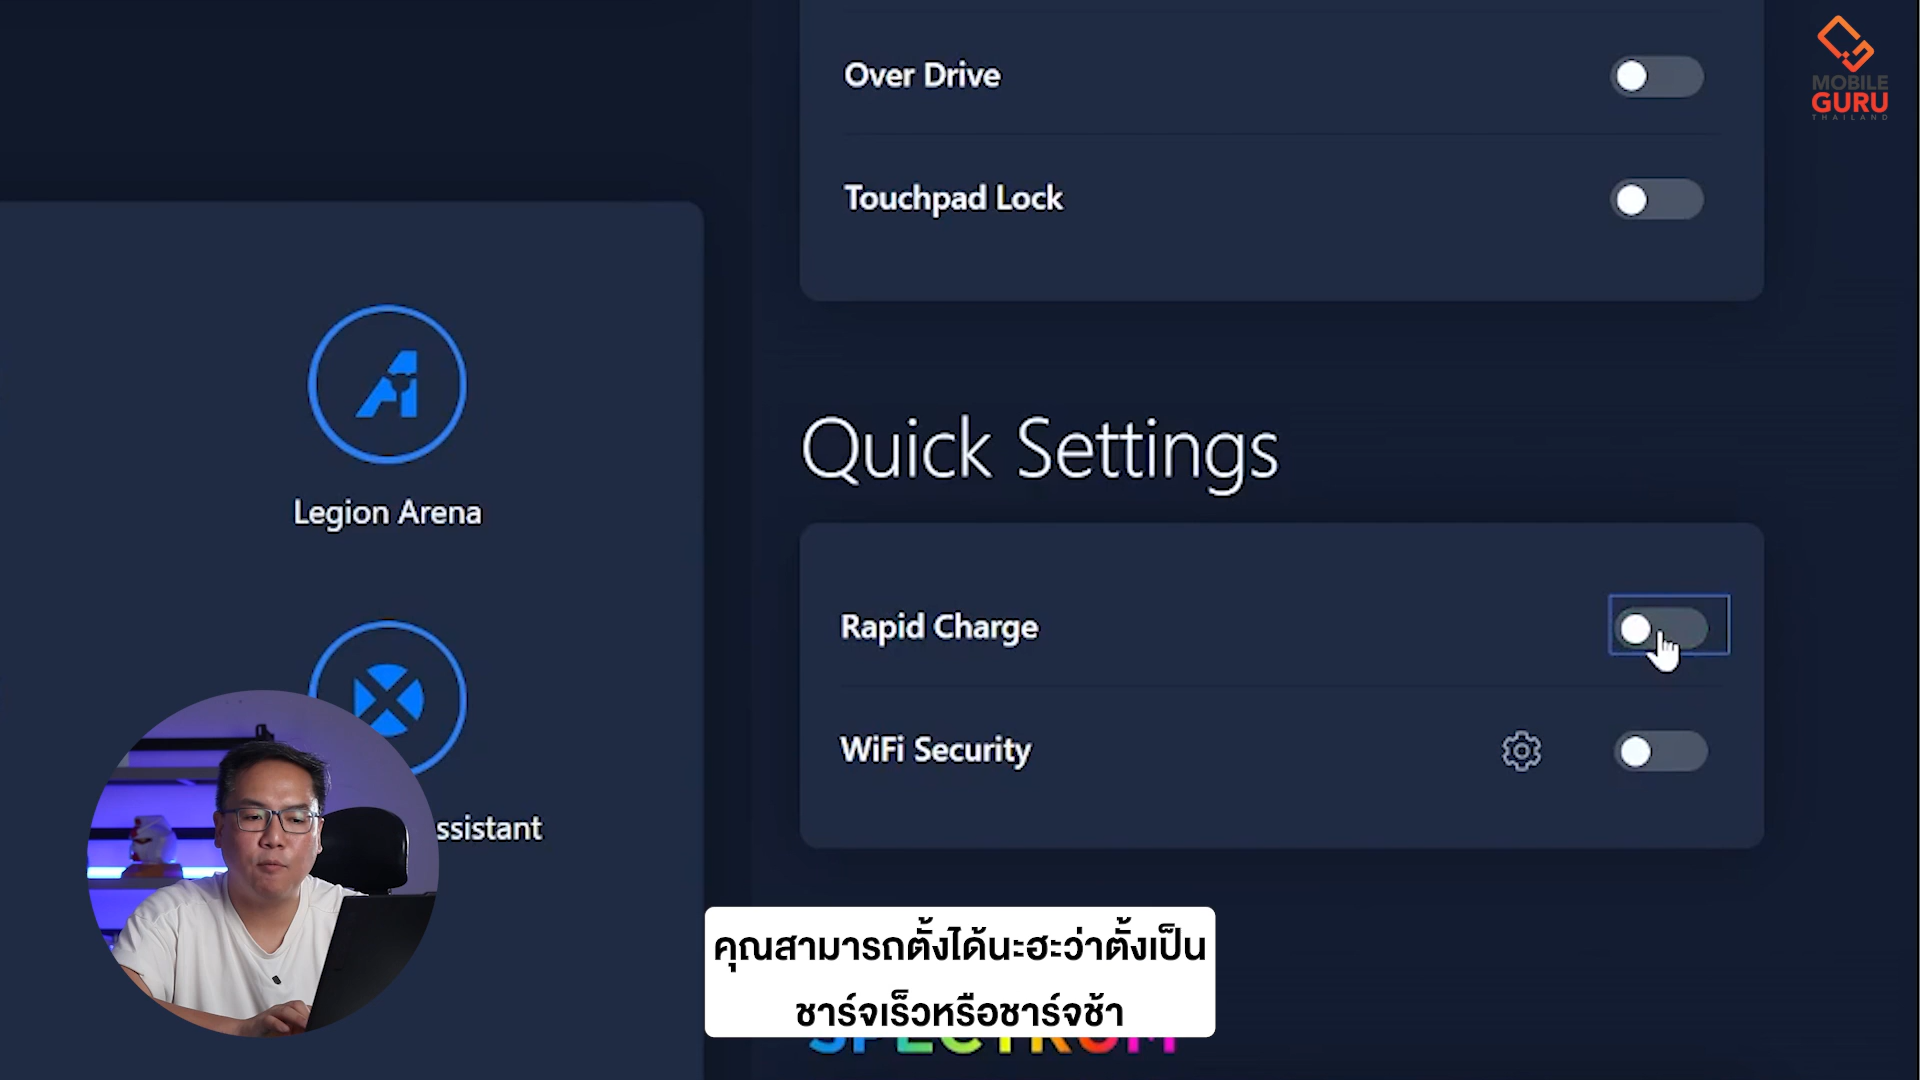 Over Drive
MOBILE
GURU
THAILAND
Touchpad Lock
Legion Arena
Quick Settings
Rapid Charge
WiFi Security
ssistant
คุณสามารถตั้งได้นะฮะว่าตั้งเป็น
ชาร์จเร็วหรือชาร์จช้า
SPECTRUM